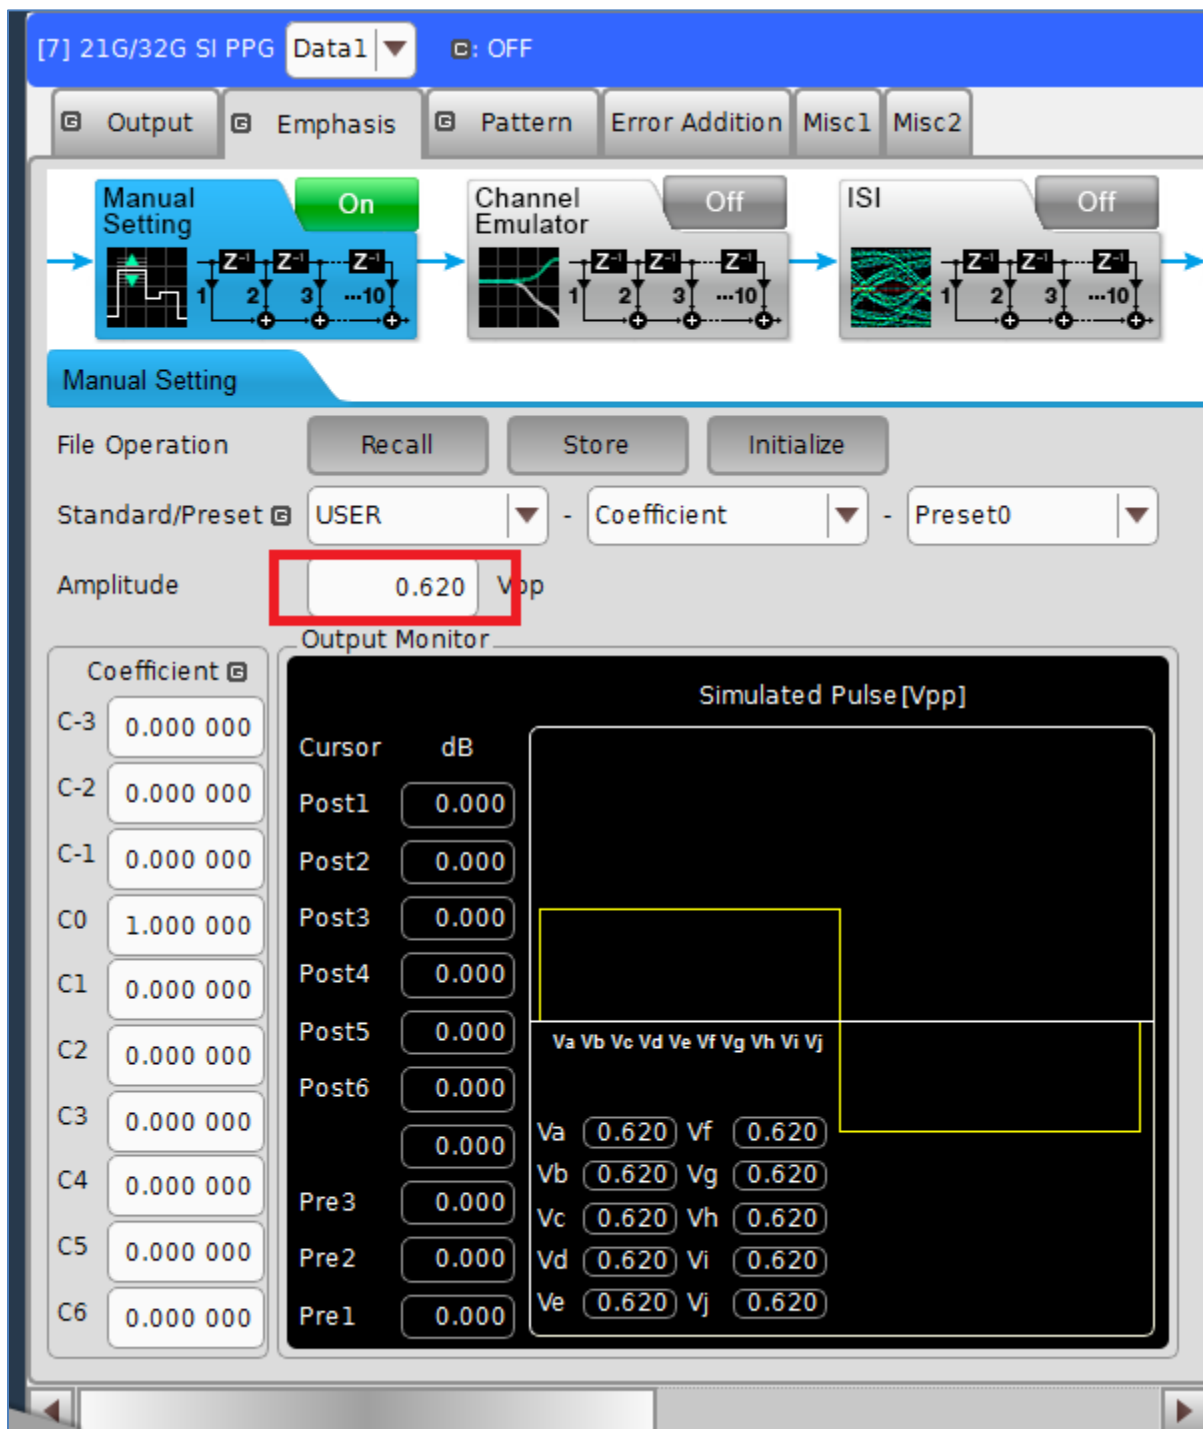 [7] 21G/32G SI PPG Data1 C: OFF
G Output G Emphasis G Pattern Error Addition Misc1 Misc2
Manual Setting On Channel Emulator Off ISI Off
Z-1 Z-1 Z-1 Z-1 Z-1 Z-1 Z-1 Z-1 Z-1
1 2 3 ...10 1 2 3 ...10 1 2 3 ...10
Manual Setting
File Operation Recall Store Initialize
Standard/Preset G USER - Coefficient - Preset0
Amplitude 0.620 Vpp
Output Monitor
Coefficient G
C-3 0.000 000
C-2 0.000 000
C-1 0.000 000
C0 1.000 000
C1 0.000 000
C2 0.000 000
C3 0.000 000
C4 0.000 000
C5 0.000 000
C6 0.000 000
Simulated Pulse[Vpp]
Cursor dB
Post1 0.000
Post2 0.000
Post3 0.000
Post4 0.000
Post5 0.000
Post6 0.000
0.000
Pre3 0.000
Pre2 0.000
Pre1 0.000
Va Vb Vc Vd Ve Vf Vg Vh Vi Vj
Va 0.620 Vf 0.620
Vb 0.620 Vg 0.620
Vc 0.620 Vh 0.620
Vd 0.620 Vi 0.620
Ve 0.620 Vj 0.620